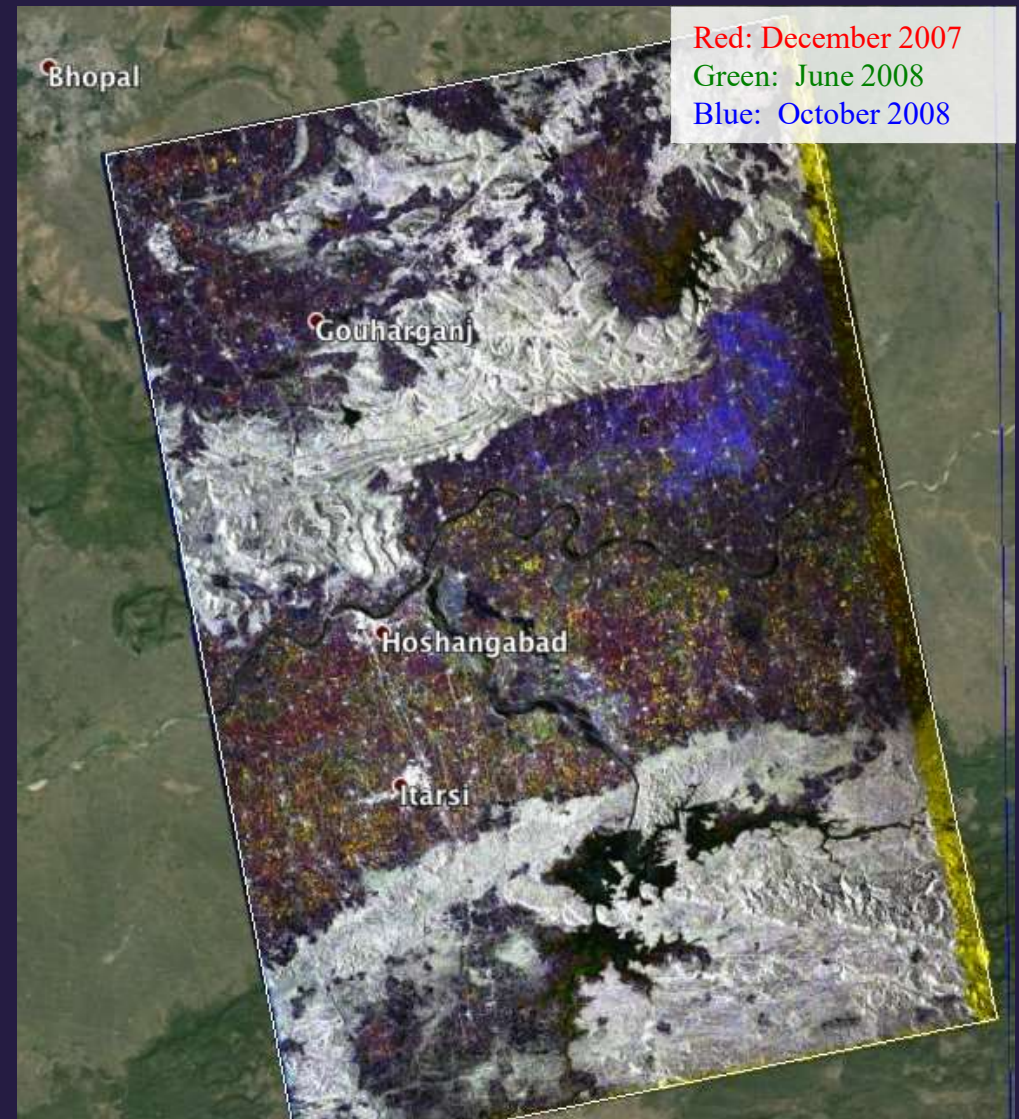 Red: December 2007
Green: June 2008
Blue: October 2008
Bhopal
Gouharganj
Hoshangabad
Itarsi